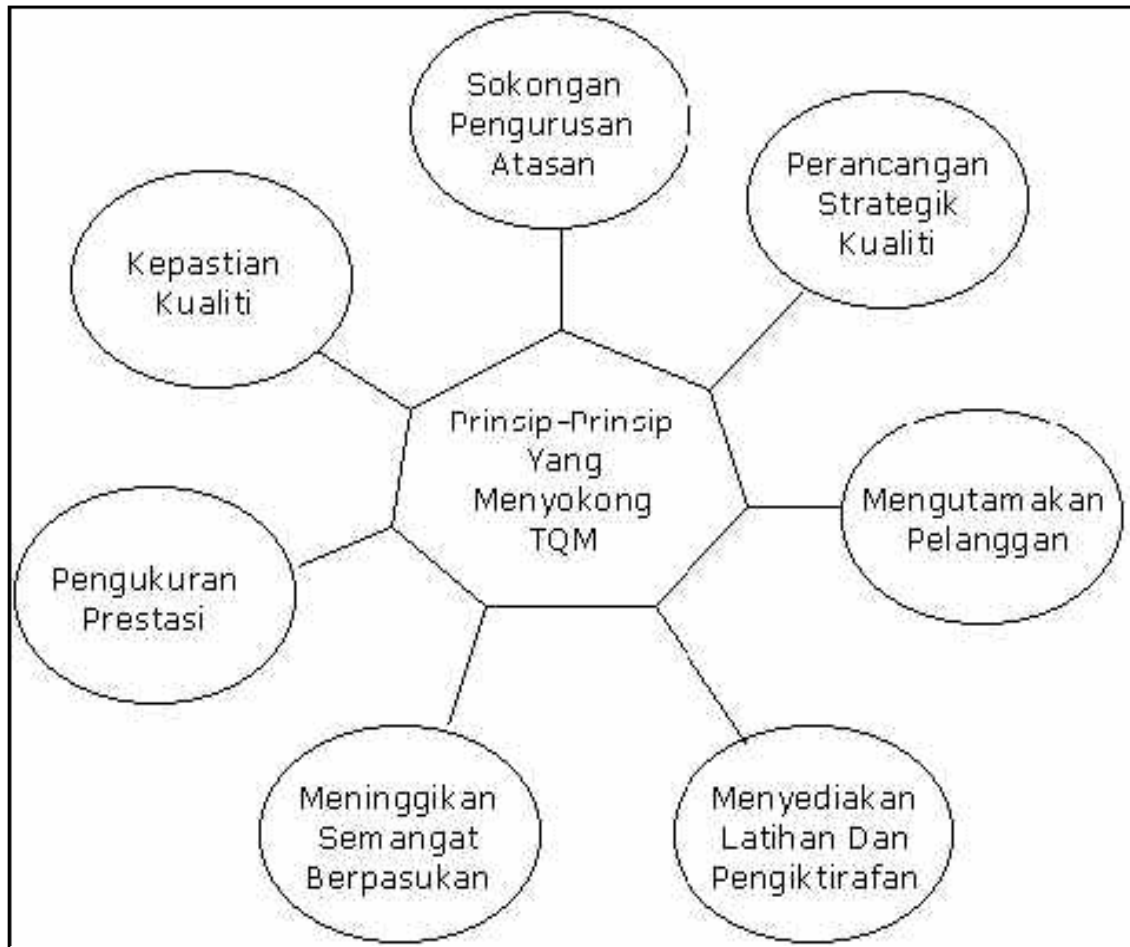 Sokongan
Pengurusan
Atasan
Perancangan
Strategik
Kualiti
Kepastian
Kualiti
Prinsip-Prinsip
Yang
Menyokong
TQM
Mengutamakan
Pelanggan
Pengukuran
Prestasi
Meninggikan
Semangat
Berpasukan
Menyediakan
Latihan Dan
Pengiktirafan